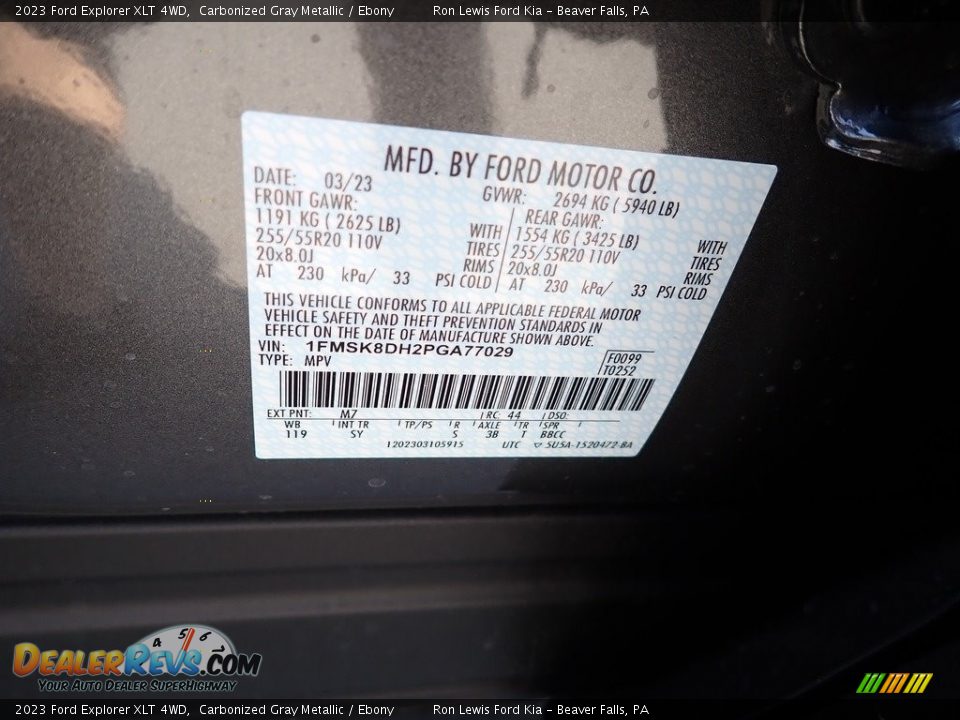 2023 Ford Explorer XLT 4WD, Carbonized Gray Metallic / Ebony Ron Lewis Ford Kia - Beaver Falls, PA
MFD. BY FORD MOTOR CO.
DATE: 03/23 GVWR: 2694 KG ( 5940 LB)
FRONT GAWR: REAR GAWR:
1191 KG ( 2625 LB) WITH 1554 KG ( 3425 LB) WITH
255/55R20 110V TIRES 255/55R20 110V TIRES
20x8.0J RIMS 20x8.0J RIMS
AT 230 kPa/ 33 PSI COLD AT 230 kPa/ 33 PSI COLD
THIS VEHICLE CONFORMS TO ALL APPLICABLE FEDERAL MOTOR
VEHICLE SAFETY AND THEFT PREVENTION STANDARDS IN
EFFECT ON THE DATE OF MANUFACTURE SHOWN ABOVE.
VIN: 1FMSK8DH2PGA77029 F0099
TYPE: MPV T0252
EXT PNT: M7 RC: 44 DSO:
WB INT TR TP/PS R AXLE TR SPR
119 SY S 3B T BBCC
1202303105915 UTC ▽ 5U5A-1520472-BA
4 5 6 7
DealerRevs.com
Your Auto Dealer SuperHighway
2023 Ford Explorer XLT 4WD, Carbonized Gray Metallic / Ebony Ron Lewis Ford Kia - Beaver Falls, PA